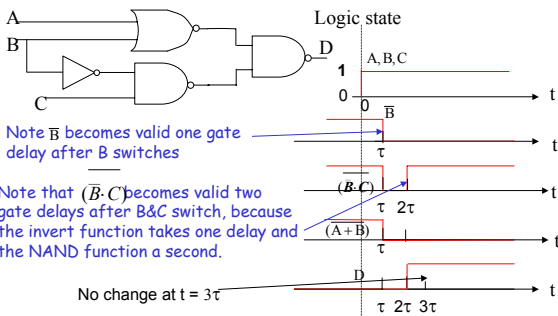 A
B
C
D
Logic state
A, B, C
1
0
0
t
B̅
Note B̅ becomes valid one gate
delay after B switches
τ
t
Note that (B̅·C)̅ becomes valid two
gate delays after B&C switch, because
the invert function takes one delay and
the NAND function a second.
(B̅·C)̅
τ 2τ
t
(A+B)̅
τ
t
D
No change at t = 3τ
t
τ 2τ 3τ